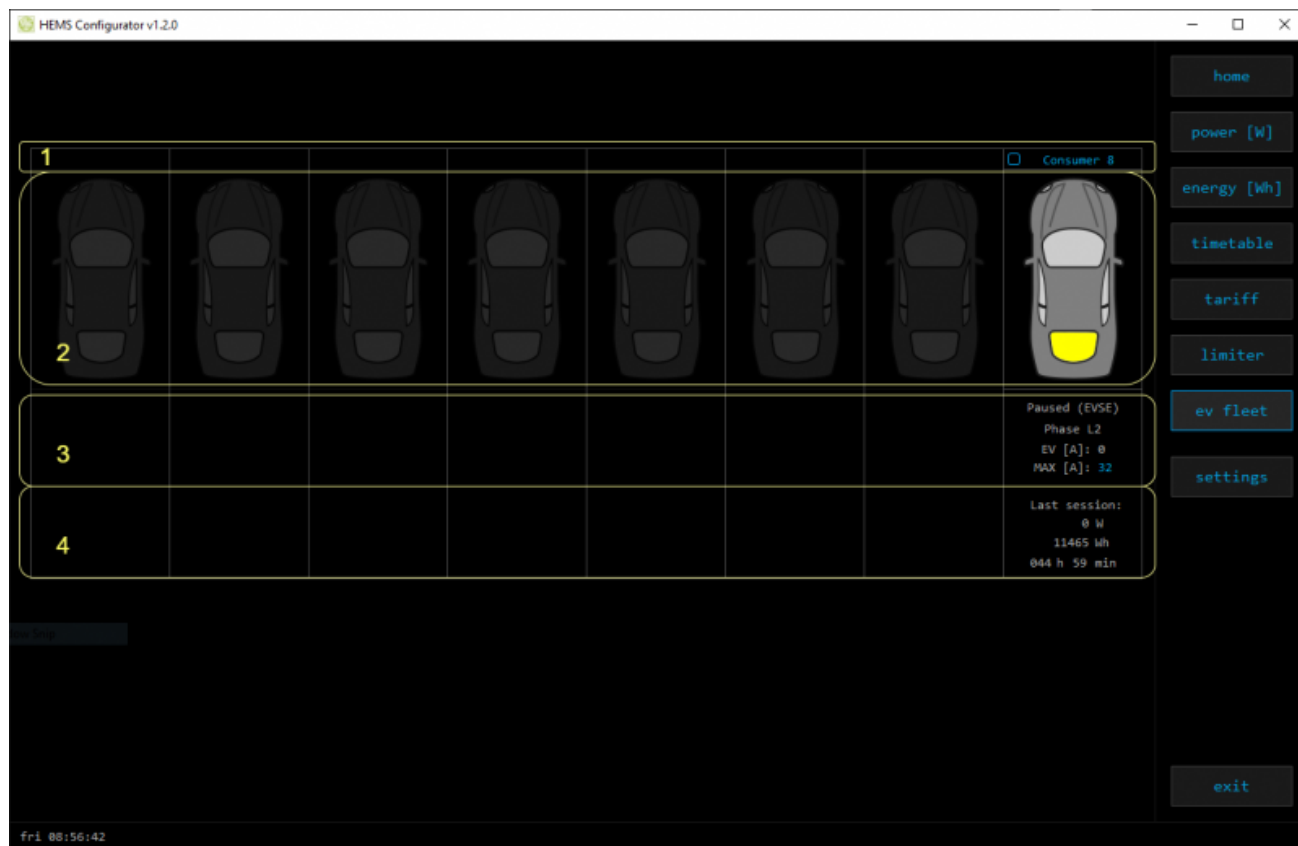 HEMS Configurator v1.2.0
home
power [W]
1
Consumer 8
energy [Wh]
timetable
tariff
2
limiter
ev fleet
3
Paused (EVSE)
Phase L2
EV [A]: 0
MAX [A]: 32
settings
4
Last session:
0 W
11465 Wh
044 h 59 min
Snip
exit
fri 08:56:42